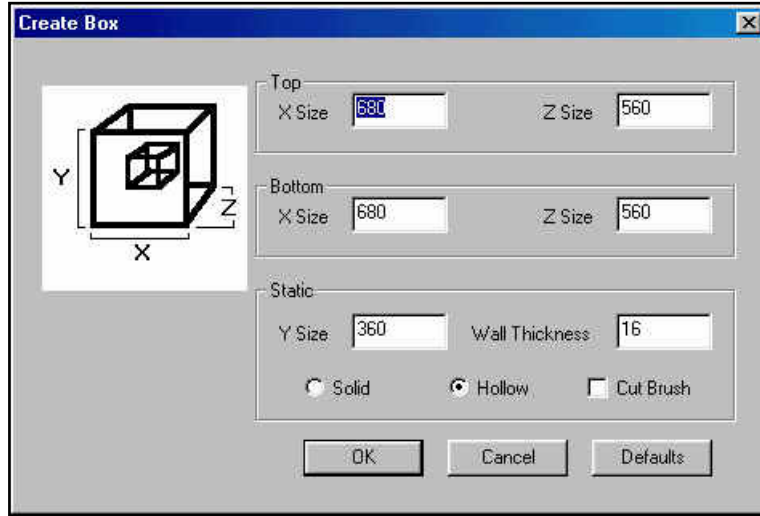 Create Box
Top
X Size 680 Z Size 560
Bottom
X Size 680 Z Size 560
Y
Z
X
Static
Y Size 360 Wall Thickness 16
Solid Hollow Cut Brush
OK Cancel Defaults